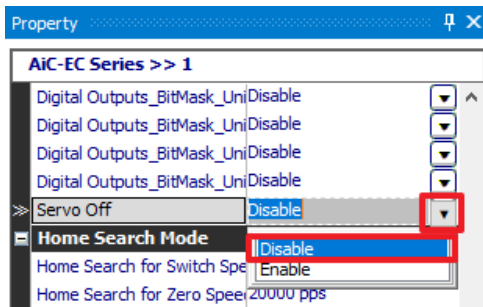 Property
AiC-EC Series >> 1
Digital Outputs_BitMask_Uni Disable
Digital Outputs_BitMask_Uni Disable
Digital Outputs_BitMask_Uni Disable
Digital Outputs_BitMask_Uni Disable
Servo Off Disable
Home Search Mode
Disable
Home Search for Switch Spe
Enable
Home Search for Zero Speed 20000 pps